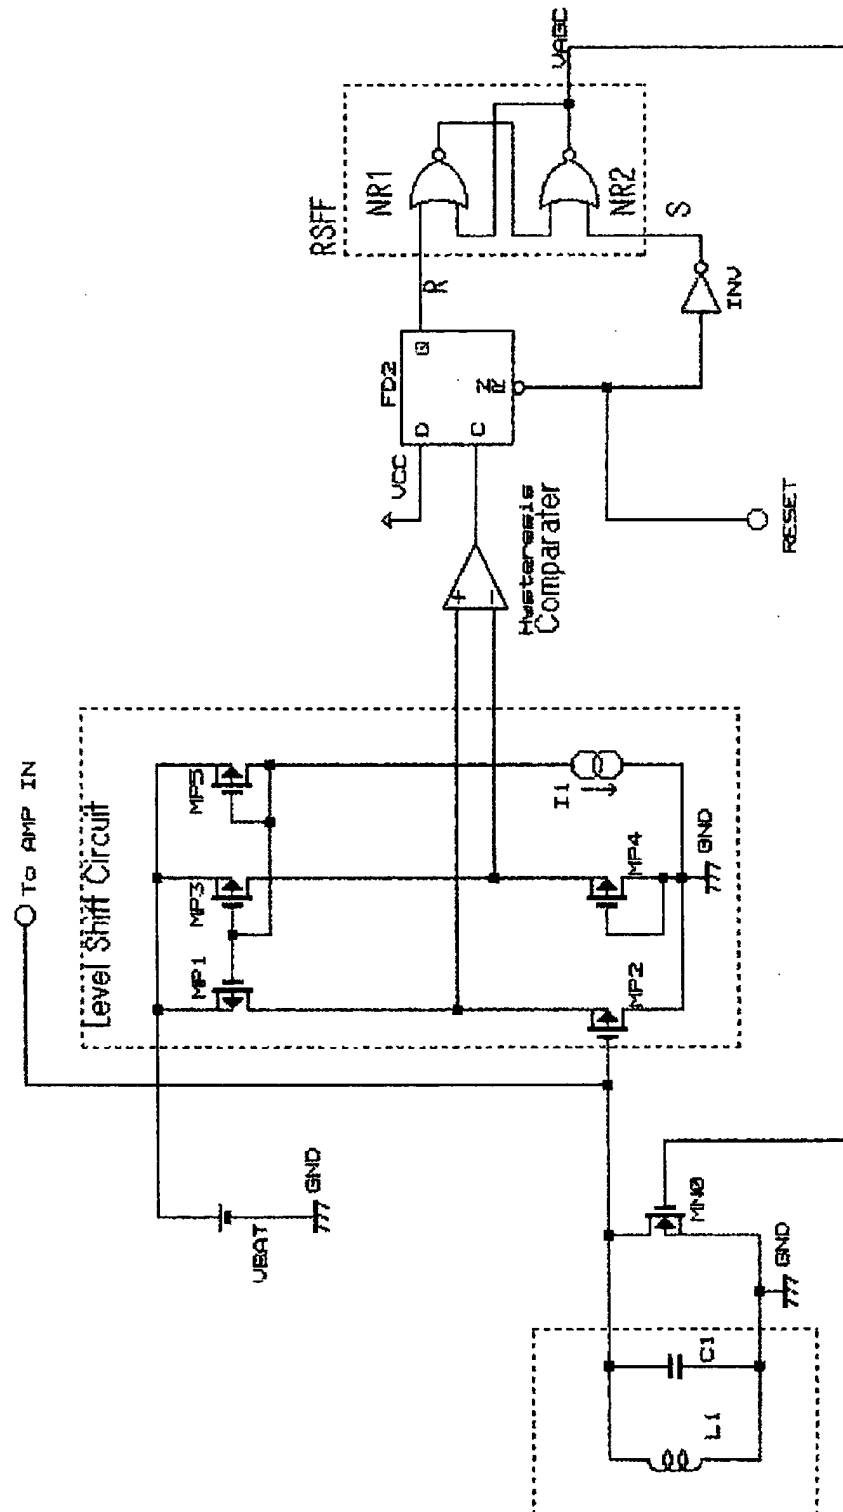 To AMP IN
Level Shiff Circuit
MP1
MP3
MP5
MP2
MP4
I1
GND
VBAT
GND
L1
C1
MN0
GND
Hysteresis
Comparater
+
−
VCC
FD2
D
C
Q
RESET
INV
R
S
RSFF
NR1
NR2
VAGC